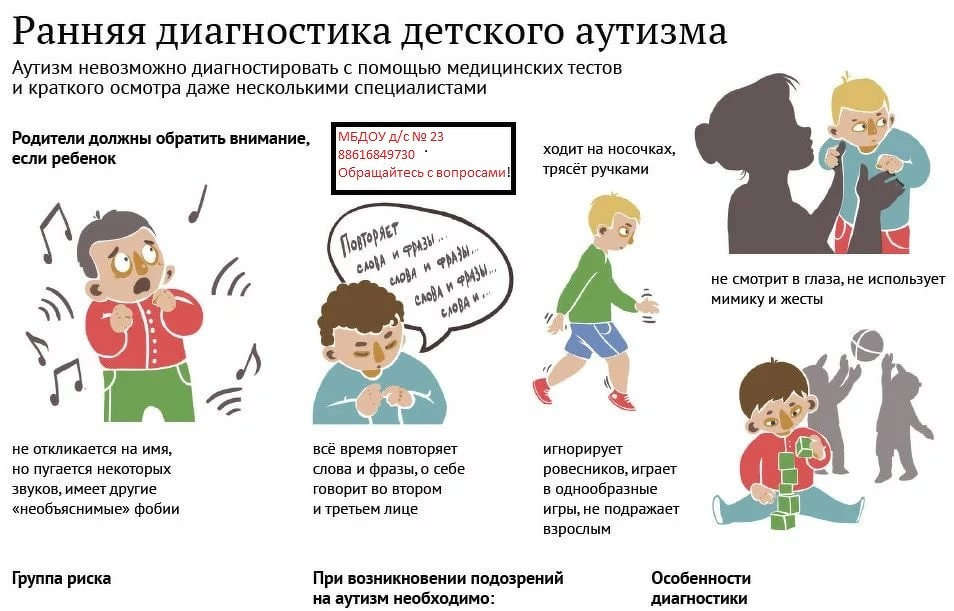 Ранняя диагностика детского аутизма
Аутизм невозможно диагностировать с помощью медицинских тестов
и краткого осмотра даже несколькими специалистами
Родители должны обратить внимание,
если ребенок
МБДОУ д/с № 23
88616849730
Обращайтесь с вопросами!
ходит на носочках,
трясёт ручками
Повторяет
слова и фразы...
слова и фразы...
слова и фразы...
слова и...
не смотрит в глаза, не использует
мимику и жесты
не откликается на имя,
но пугается некоторых
звуков, имеет другие
«необъяснимые» фобии
всё время повторяет
слова и фразы, о себе
говорит во втором
и третьем лице
игнорирует
ровесников, играет
в однообразные
игры, не подражает
взрослым
Группа риска
При возникновении подозрений
на аутизм необходимо:
Особенности
диагностики